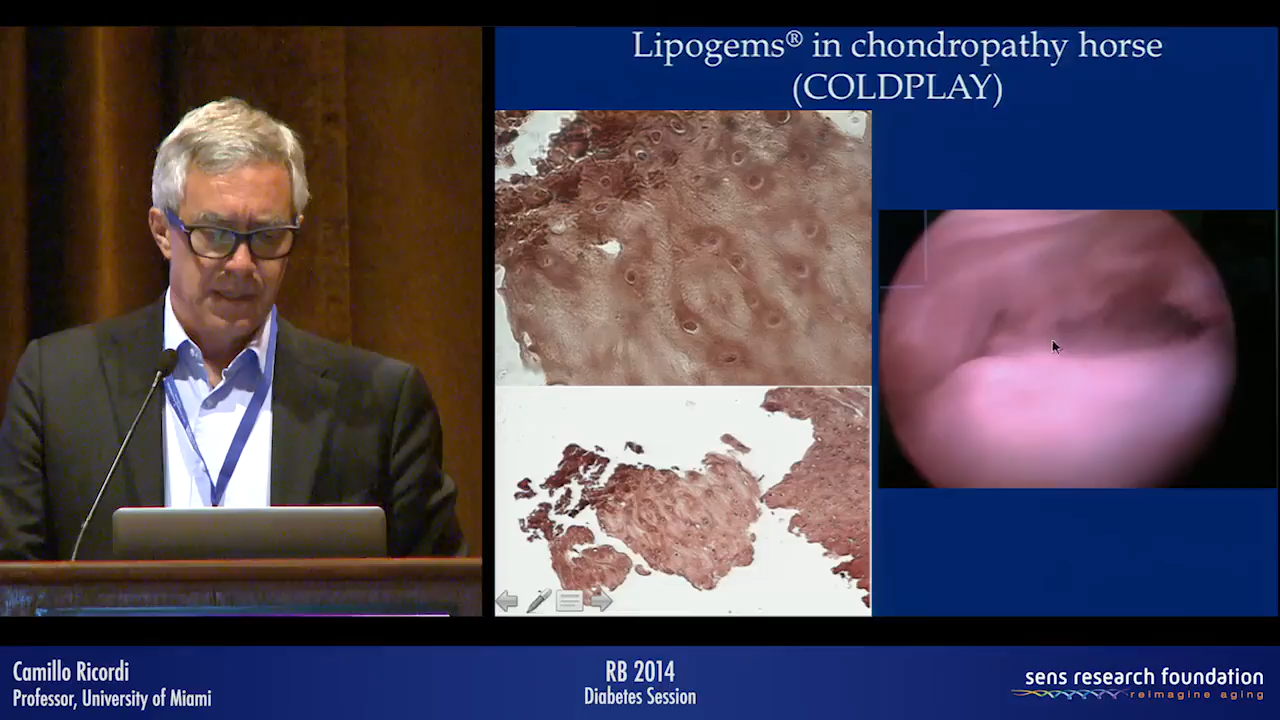 Lipogems® in chondropathy horse
(COLDPLAY)
Camillo Ricordi
Professor, University of Miami
RB 2014
Diabetes Session
sens research foundation
reimagine aging